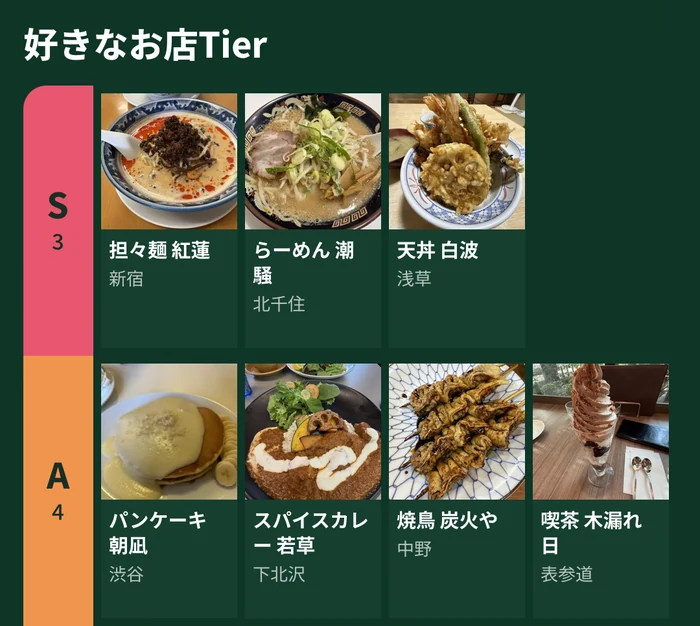 好きなお店Tier
S
3
担々麺 紅蓮
新宿
らーめん 潮
騒
北千住
天丼 白波
浅草
A
4
パンケーキ
朝凪
渋谷
スパイスカレ
ー 若草
下北沢
焼鳥 炭火や
中野
喫茶 木漏れ
日
表参道